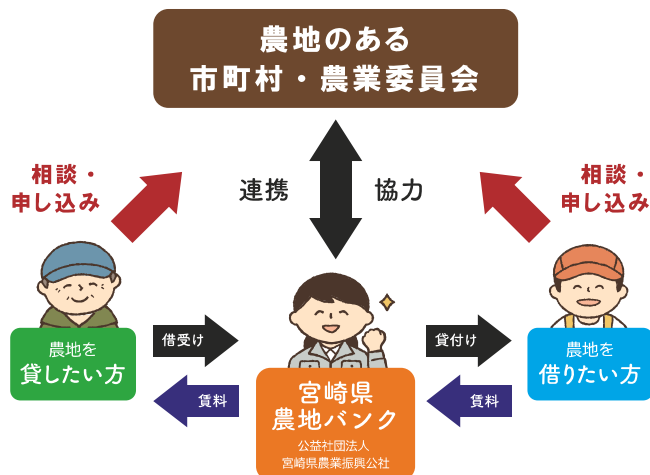 農地のある
市町村・農業委員会
相談・
申し込み
連携
協力
相談・
申し込み
農地を
貸したい方
借受け
賃料
宮崎県
農地バンク
公益社団法人
宮崎県農業振興公社
貸付け
賃料
農地を
借りたい方